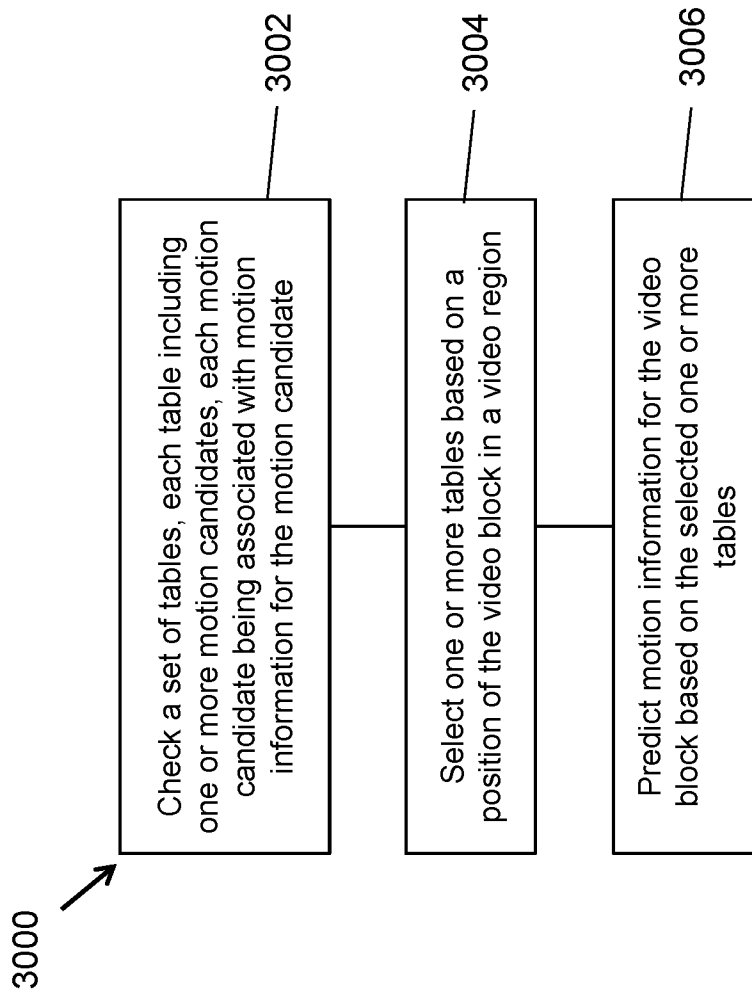 3000
Check a set of tables, each table including
one or more motion candidates, each motion
candidate being associated with motion
information for the motion candidate
3002
Select one or more tables based on a
position of the video block in a video region
3004
Predict motion information for the video
block based on the selected one or more
tables
3006